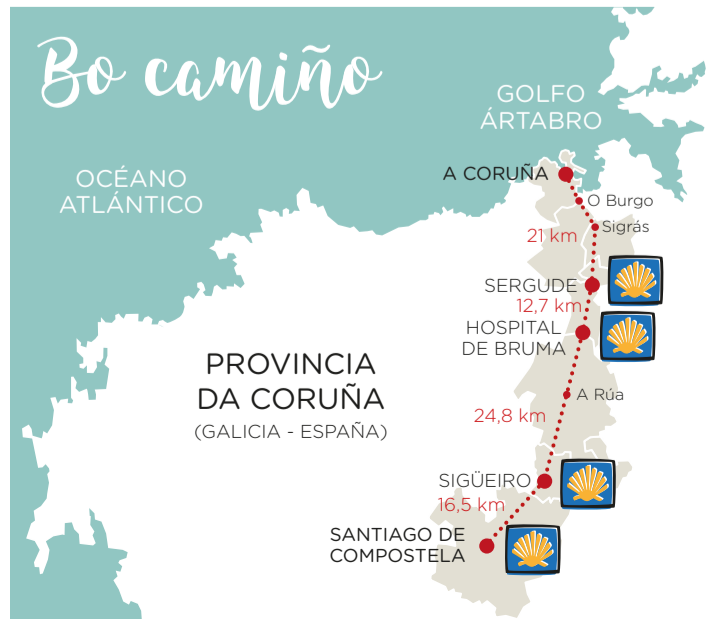 Bo camiño
GOLFO
ÁRTABRO
OCÉANO
ATLÁNTICO
A CORUÑA
O Burgo
Sigrás
21 km
SERGUDE
12,7 km
HOSPITAL
DE BRUMA
PROVINCIA
DA CORUÑA
(GALICIA - ESPAÑA)
A Rúa
24,8 km
SIGÜEIRO
16,5 km
SANTIAGO DE
COMPOSTELA